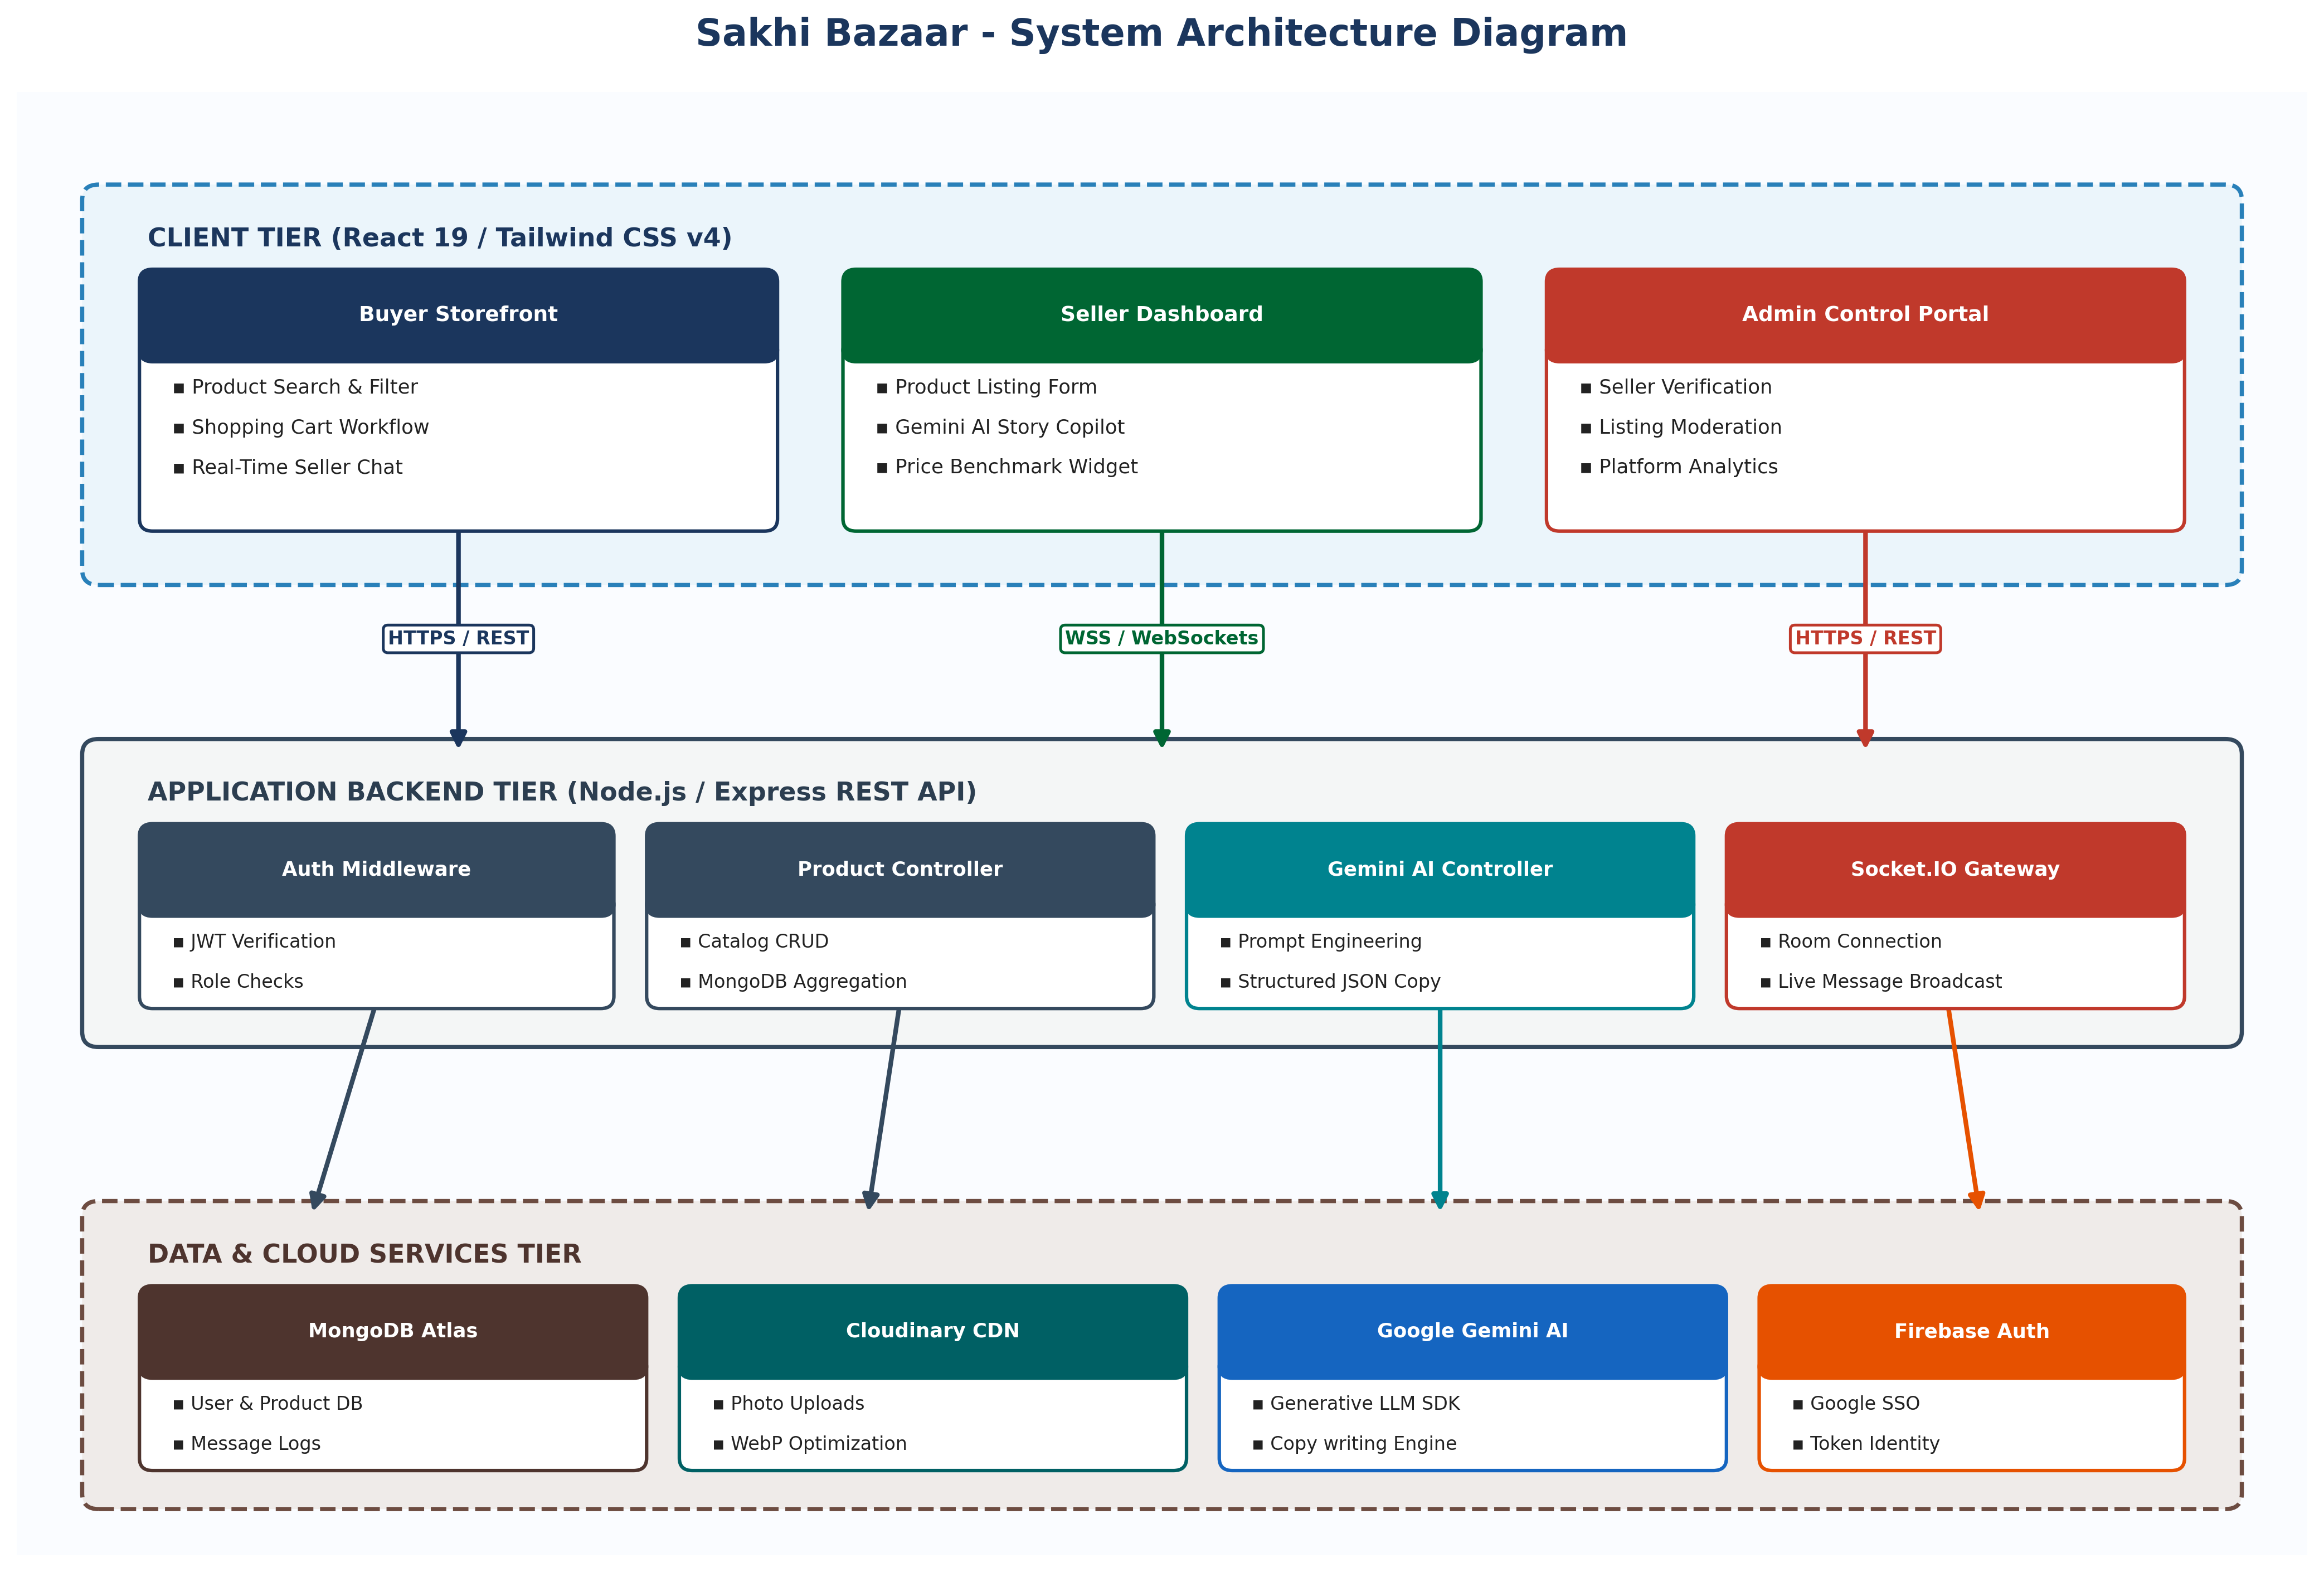 Sakhi Bazaar - System Architecture Diagram
CLIENT TIER (React 19 / Tailwind CSS v4)
Buyer Storefront
▪ Product Search & Filter
▪ Shopping Cart Workflow
▪ Real-Time Seller Chat
Seller Dashboard
▪ Product Listing Form
▪ Gemini AI Story Copilot
▪ Price Benchmark Widget
Admin Control Portal
▪ Seller Verification
▪ Listing Moderation
▪ Platform Analytics
HTTPS / REST
WSS / WebSockets
HTTPS / REST
APPLICATION BACKEND TIER (Node.js / Express REST API)
Auth Middleware
▪ JWT Verification
▪ Role Checks
Product Controller
▪ Catalog CRUD
▪ MongoDB Aggregation
Gemini AI Controller
▪ Prompt Engineering
▪ Structured JSON Copy
Socket.IO Gateway
▪ Room Connection
▪ Live Message Broadcast
DATA & CLOUD SERVICES TIER
MongoDB Atlas
▪ User & Product DB
▪ Message Logs
Cloudinary CDN
▪ Photo Uploads
▪ WebP Optimization
Google Gemini AI
▪ Generative LLM SDK
▪ Copy writing Engine
Firebase Auth
▪ Google SSO
▪ Token Identity